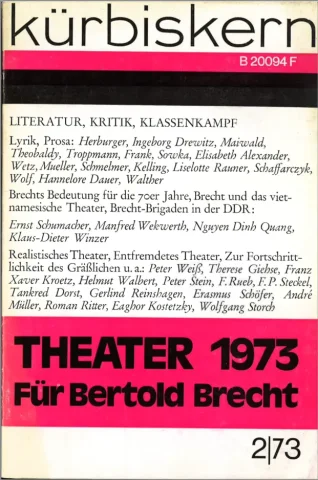 kürbiskern
B 20094 F
LITERATUR, KRITIK, KLASSENKAMPF
Lyrik, Prosa: Herburger, Ingeborg Drewitz, Maiwald,
Theobaldy, Troppmann, Frank, Sowka, Elisabeth Alexander,
Wetz, Mueller, Schmelmer, Kelling, Liselotte Rauner, Schaffarczyk,
Wolf, Hannelore Dauer, Walther
Brechts Bedeutung für die 70er Jahre, Brecht und das viet-
namesische Theater, Brecht-Brigaden in der DDR:
Ernst Schumacher, Manfred Wekwerth, Nguyen Dinh Quang,
Klaus-Dieter Winzer
Realistisches Theater, Entfremdetes Theater, Zur Fortschritt-
lichkeit des Gräßlichen u. a.: Peter Weiß, Therese Giehse, Franz
Xaver Kroetz, Helmut Walbert, Peter Stein, F. Rueb, F. P. Steckel,
Tankred Dorst, Gerlind Reinshagen, Erasmus Schöfer, André
Müller, Roman Ritter, Eaghor Kostetzky, Wolfgang Storch
THEATER 1973
Für Bertold Brecht
2|73